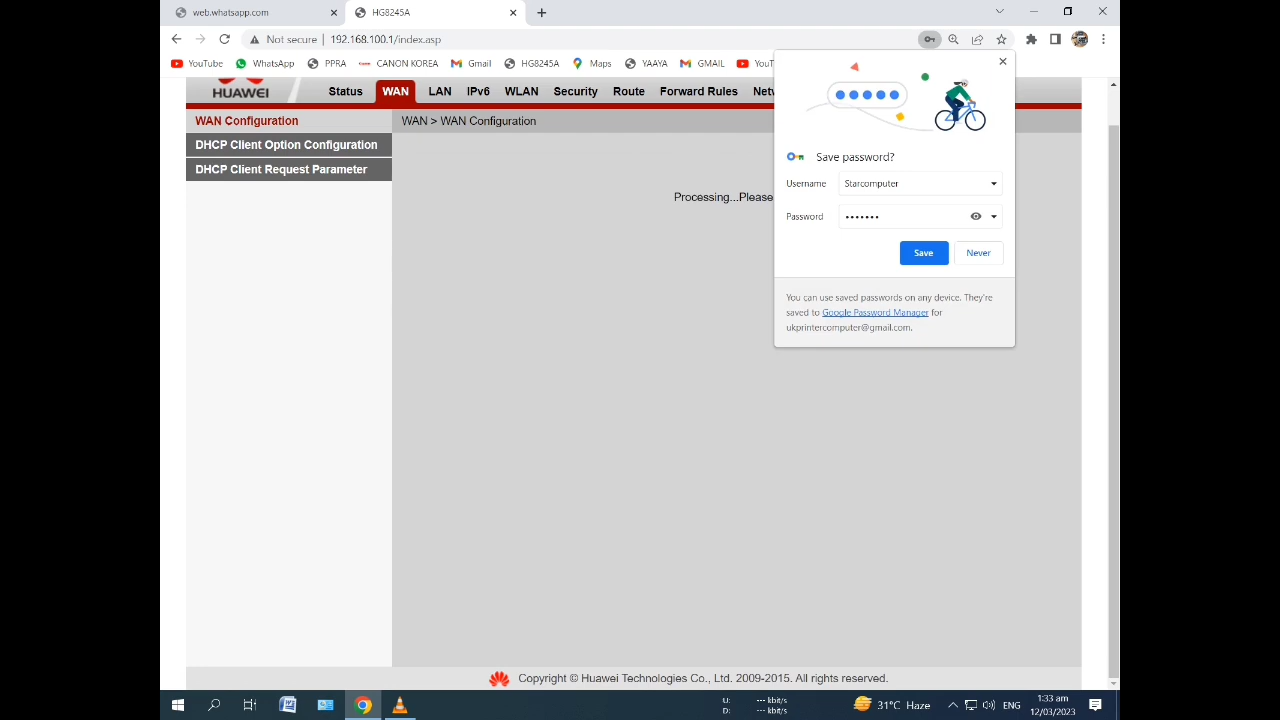 web.whatsapp.com
HG8245A
Not secure
192.168.100.1/index.asp
YouTube
WhatsApp
PPRA
CANON KOREA
Gmail
HG8245A
Maps
YAAYA
GMAIL
HUAWEI
Status
WAN
LAN
IPv6
WLAN
Security
Route
Forward Rules
WAN Configuration
DHCP Client Option Configuration
DHCP Client Request Parameter
WAN > WAN Configuration
Processing...Please
Save password?
Username
Starcomputer
Password
•••••••
Save
Never
You can use saved passwords on any device. They're
saved to Google Password Manager for
ukprintercomputer@gmail.com.
Copyright © Huawei Technologies Co., Ltd. 2009-2015. All rights reserved.
U: --- kbit/s
D: --- kbit/s
31°C Haze
ENG
1:33 am
12/03/2023